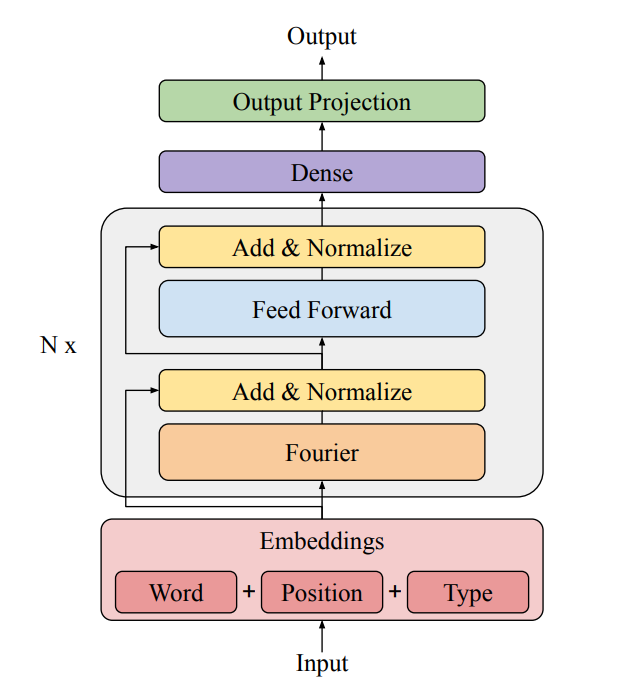 Output
Output Projection
Dense
Add & Normalize
Feed Forward
N x
Add & Normalize
Fourier
Embeddings
Word + Position + Type
Input